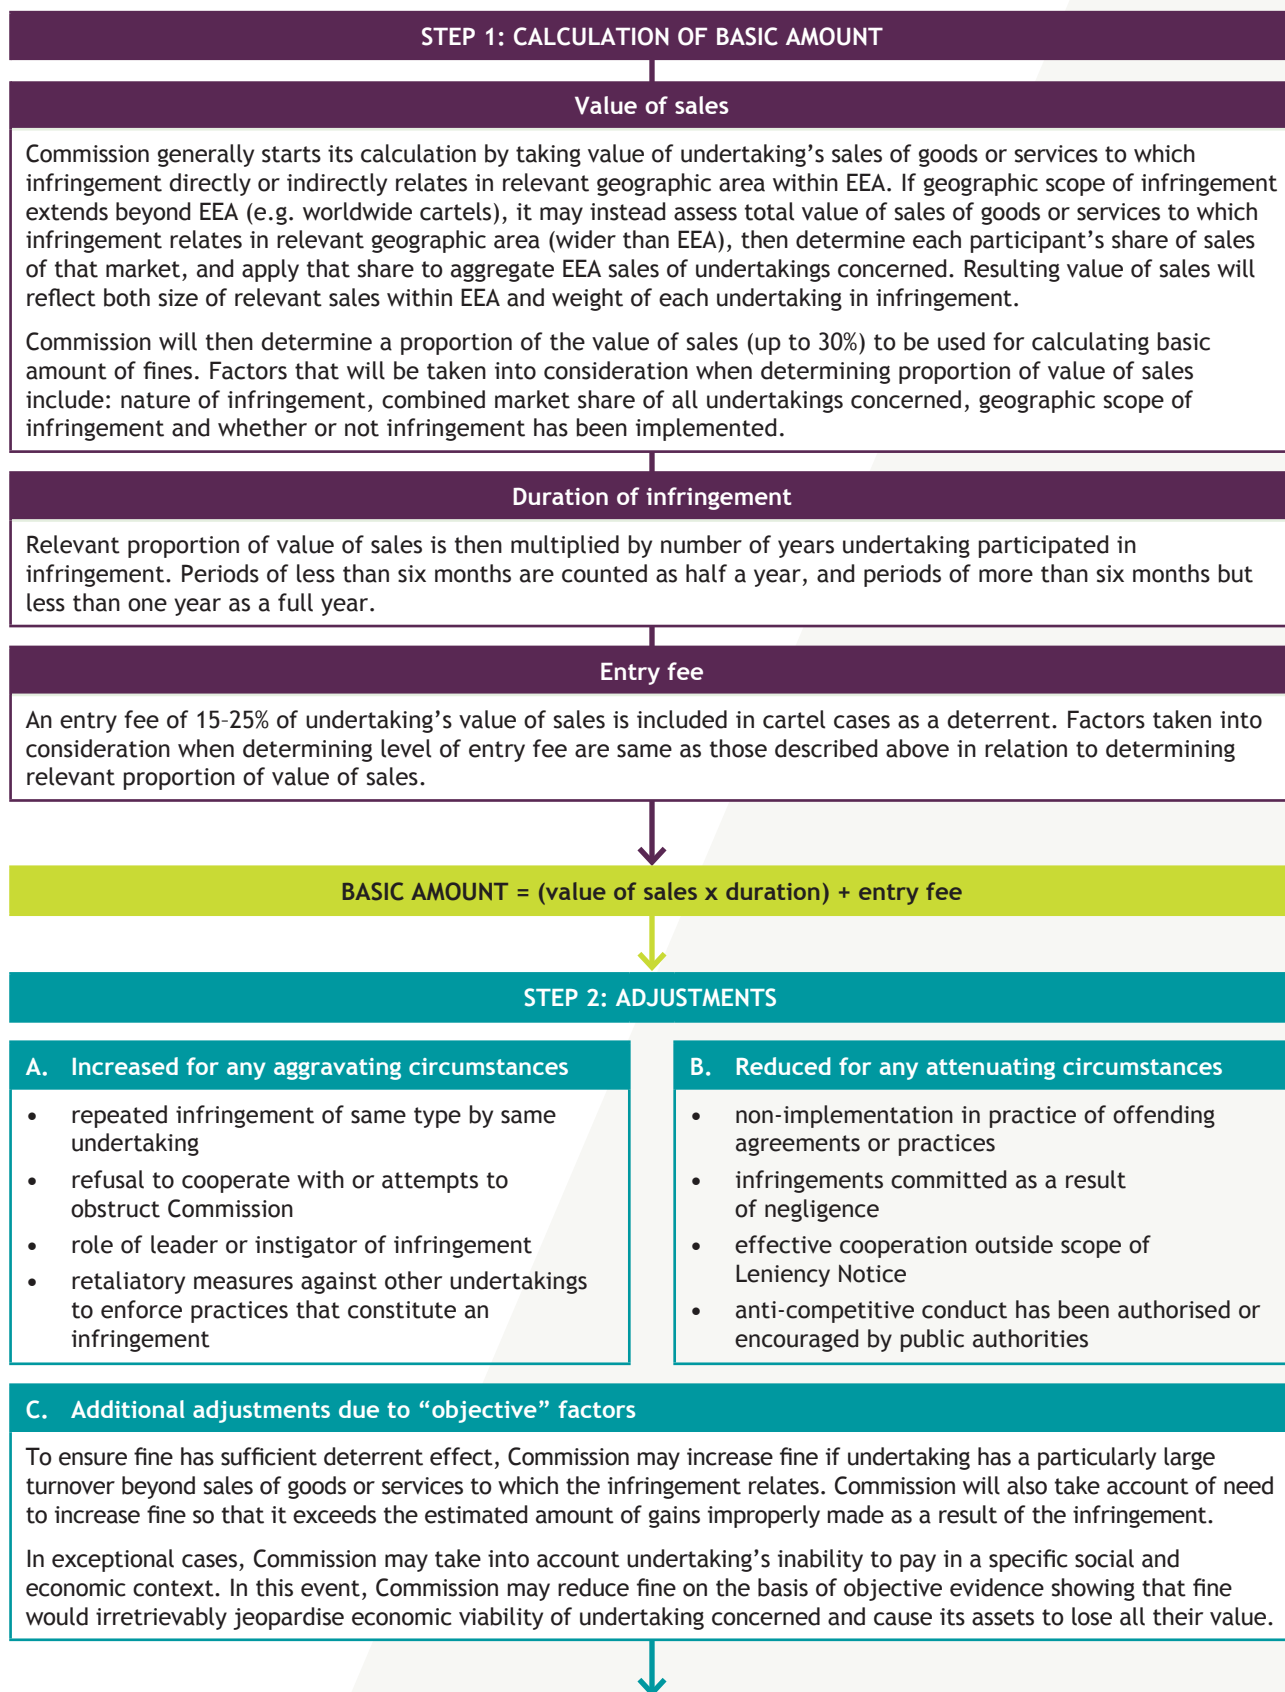 STEP 1: CALCULATION OF BASIC AMOUNT
Value of sales
Commission generally starts its calculation by taking value of undertaking’s sales of goods or services to which
infringement directly or indirectly relates in relevant geographic area within EEA. If geographic scope of infringement
extends beyond EEA (e.g. worldwide cartels), it may instead assess total value of sales of goods or services to which
infringement relates in relevant geographic area (wider than EEA), then determine each participant’s share of sales
of that market, and apply that share to aggregate EEA sales of undertakings concerned. Resulting value of sales will
reflect both size of relevant sales within EEA and weight of each undertaking in infringement.
Commission will then determine a proportion of the value of sales (up to 30%) to be used for calculating basic
amount of fines. Factors that will be taken into consideration when determining proportion of value of sales
include: nature of infringement, combined market share of all undertakings concerned, geographic scope of
infringement and whether or not infringement has been implemented.
Duration of infringement
Relevant proportion of value of sales is then multiplied by number of years undertaking participated in
infringement. Periods of less than six months are counted as half a year, and periods of more than six months but
less than one year as a full year.
Entry fee
An entry fee of 15–25% of undertaking’s value of sales is included in cartel cases as a deterrent. Factors taken into
consideration when determining level of entry fee are same as those described above in relation to determining
relevant proportion of value of sales.
BASIC AMOUNT = (value of sales x duration) + entry fee
STEP 2: ADJUSTMENTS
A. Increased for any aggravating circumstances
• repeated infringement of same type by same
undertaking
• refusal to cooperate with or attempts to
obstruct Commission
• role of leader or instigator of infringement
• retaliatory measures against other undertakings
to enforce practices that constitute an
infringement
B. Reduced for any attenuating circumstances
• non-implementation in practice of offending
agreements or practices
• infringements committed as a result
of negligence
• effective cooperation outside scope of
Leniency Notice
• anti-competitive conduct has been authorised or
encouraged by public authorities
C. Additional adjustments due to “objective” factors
To ensure fine has sufficient deterrent effect, Commission may increase fine if undertaking has a particularly large
turnover beyond sales of goods or services to which the infringement relates. Commission will also take account of need
to increase fine so that it exceeds the estimated amount of gains improperly made as a result of the infringement.
In exceptional cases, Commission may take into account undertaking’s inability to pay in a specific social and
economic context. In this event, Commission may reduce fine on the basis of objective evidence showing that fine
would irretrievably jeopardise economic viability of undertaking concerned and cause its assets to lose all their value.